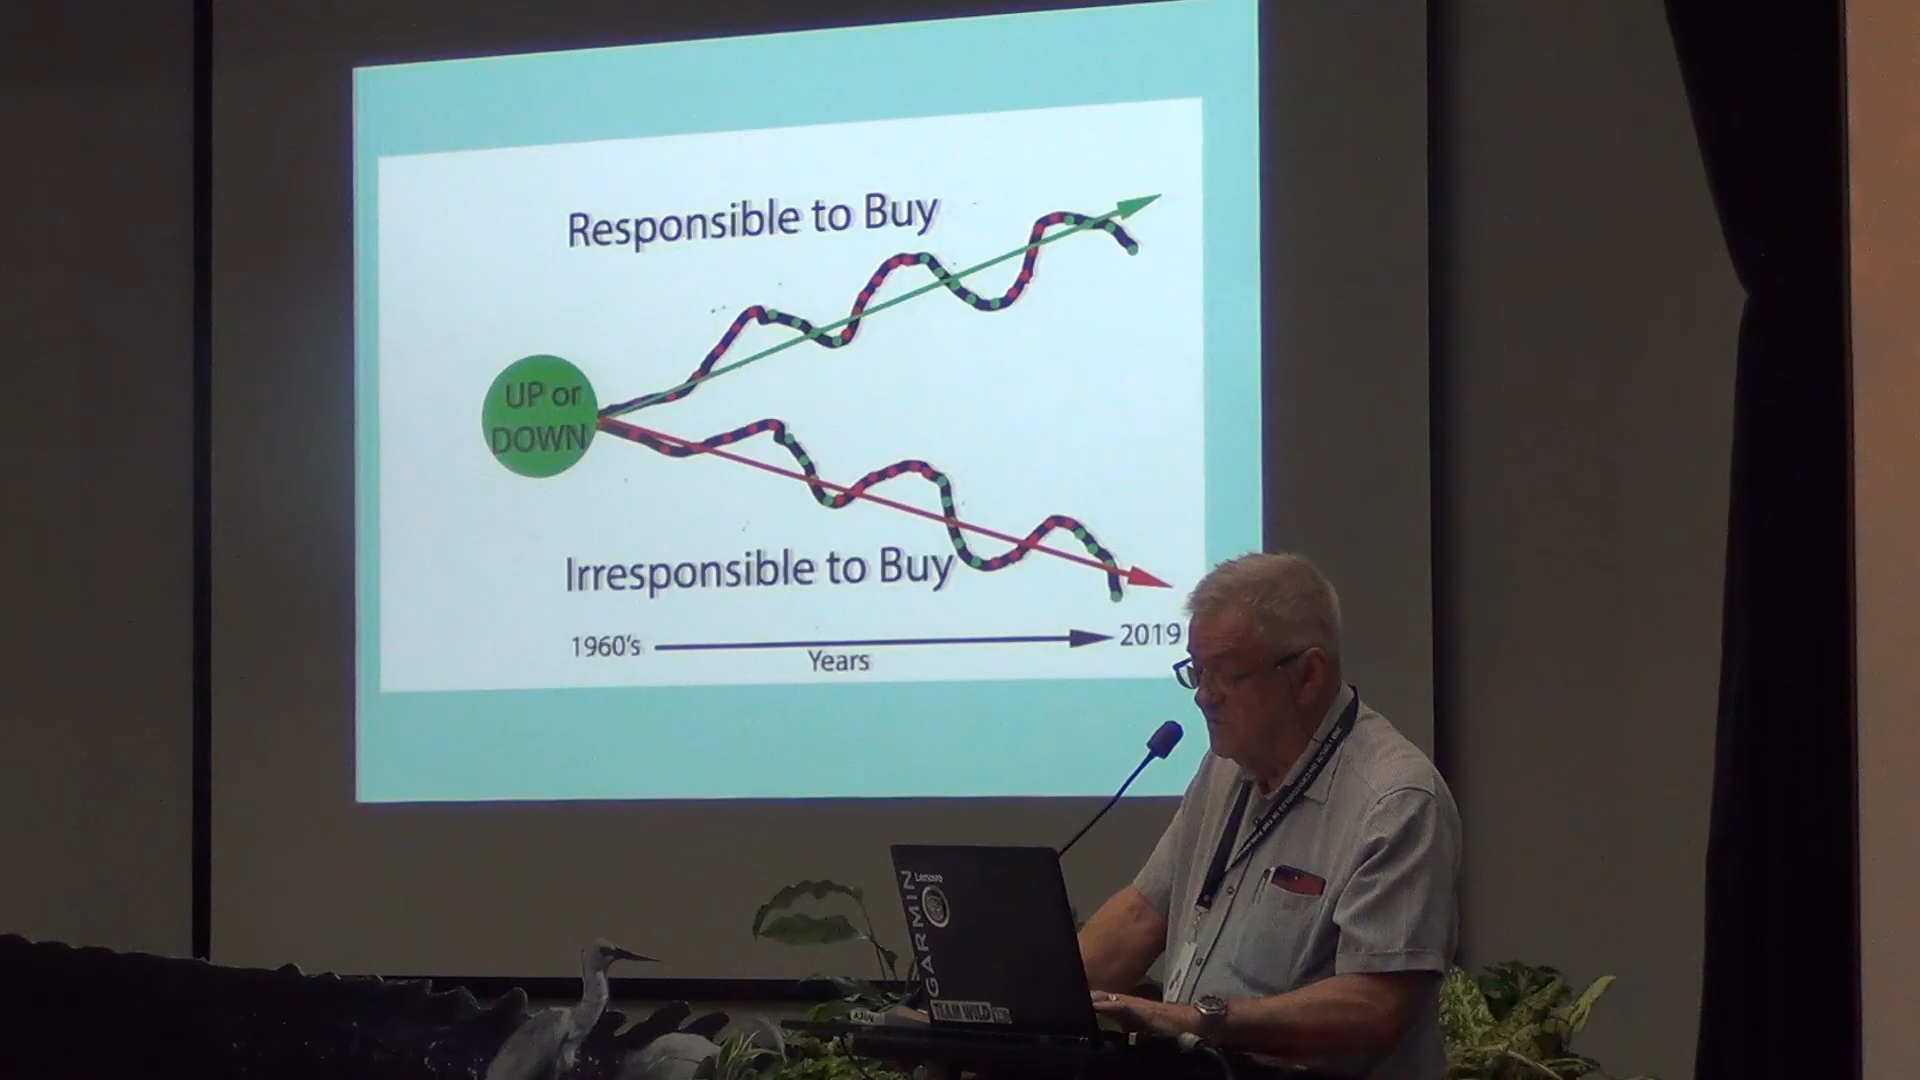 Responsible to Buy
UP or
DOWN
Irresponsible to Buy
1960's
2019
Years
Lenovo
GARMIN
TEAM WILD